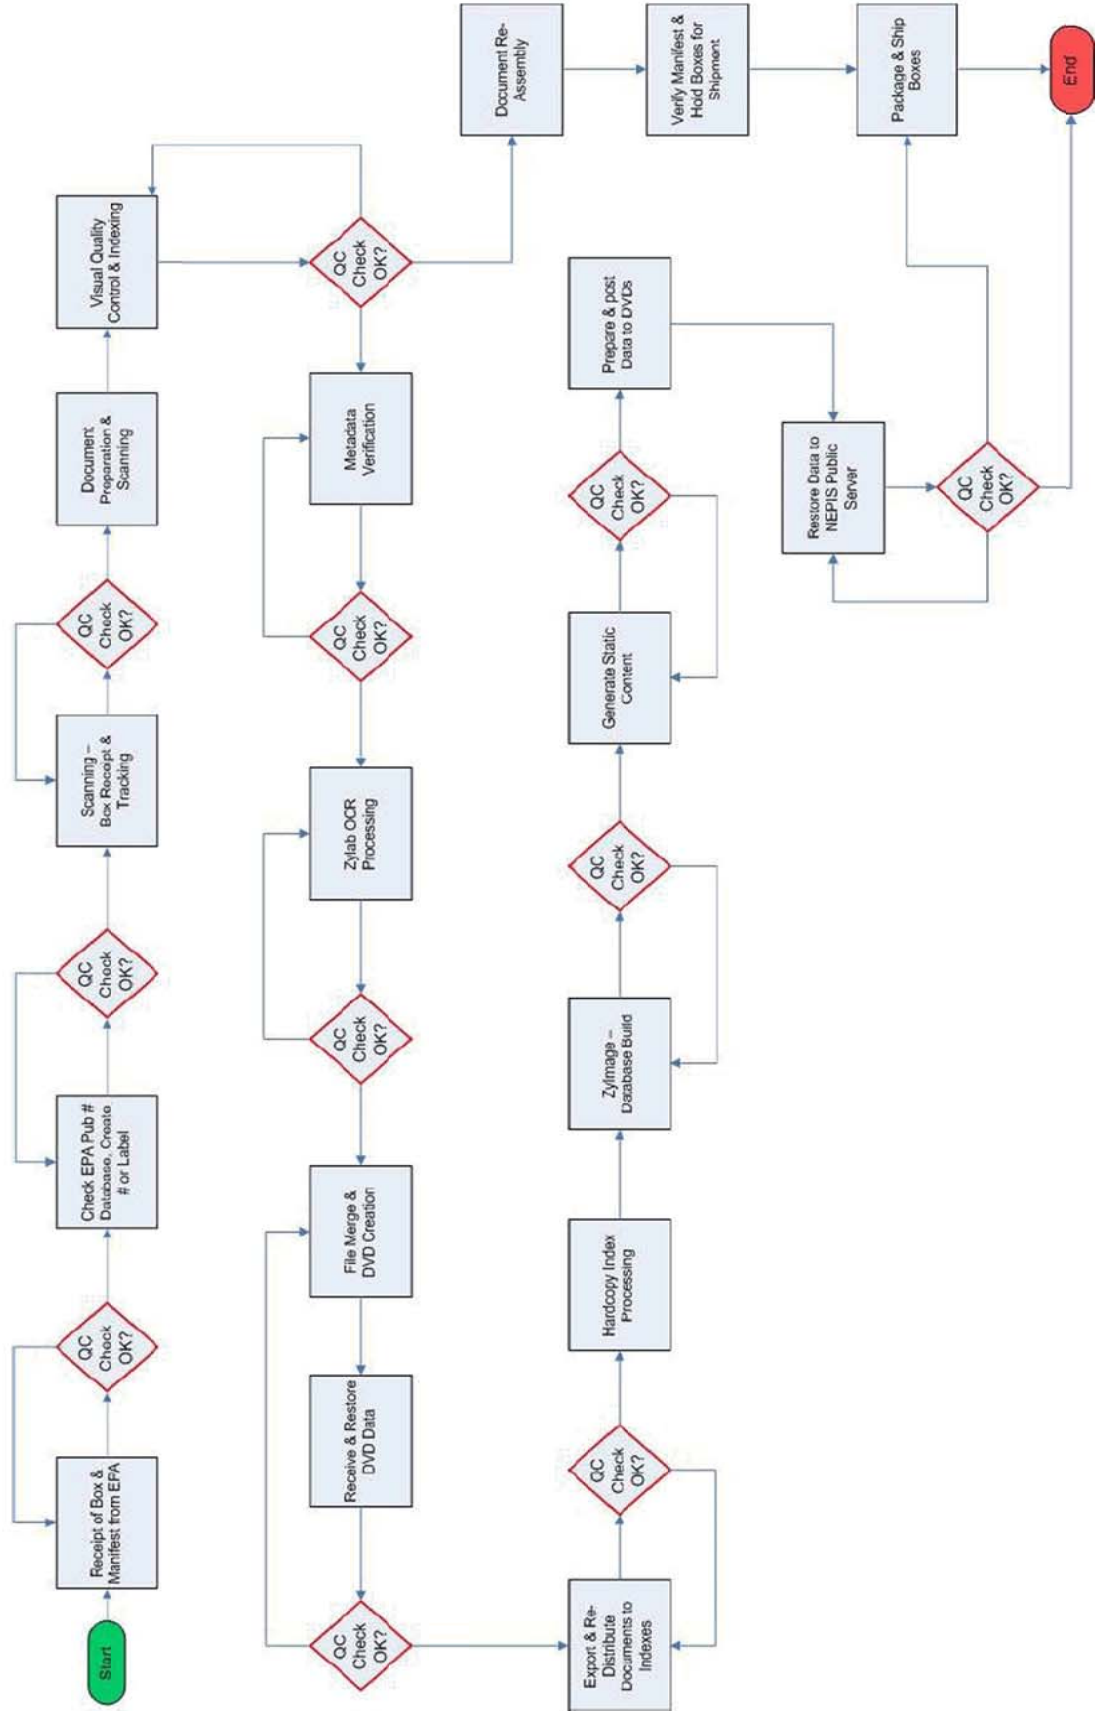 Start
Receipt of Box &
Manifest from EPA
QC
Check
OK?
Check EPA Pub #
Database, Create
# or Label
QC
Check
OK?
Scanning –
Box Receipt &
Tracking
QC
Check
OK?
Document
Preparation &
Scanning
Visual Quality
Control & Indexing
QC
Check
OK?
Metadata
Verification
QC
Check
OK?
Zylab OCR
Processing
QC
Check
OK?
File Merge &
DVD Creation
Receive & Restore
DVD Data
QC
Check
OK?
Export & Re-
Distribute
Documents to
Indexes
QC
Check
OK?
Hardcopy Index
Processing
ZyImage –
Database Build
QC
Check
OK?
Generate Static
Content
QC
Check
OK?
Prepare & post
Data to DVDs
Restore Data to
NEPIS Public
Server
QC
Check
OK?
Document Re-
Assembly
Verify Manifest &
Hold Boxes for
Shipment
Package & Ship
Boxes
End